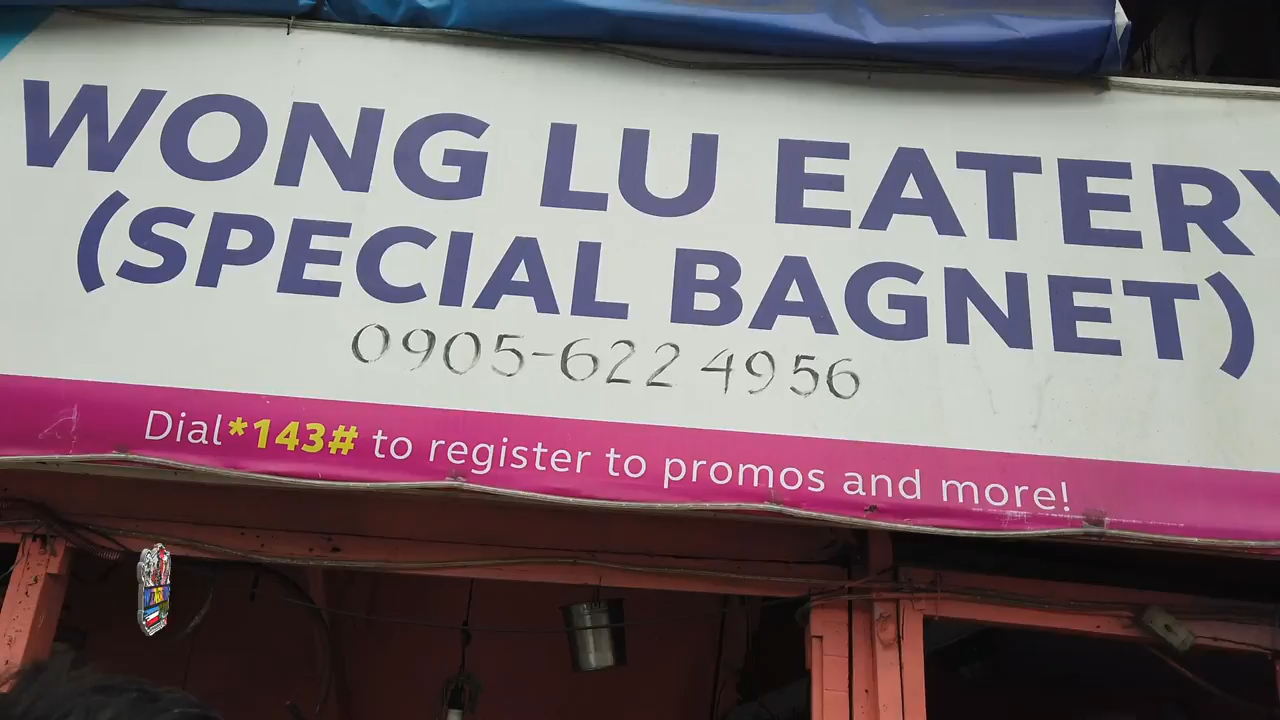 WONG LU EATERY
(SPECIAL BAGNET)
0905-622 4956
Dial *143# to register to promos and more!